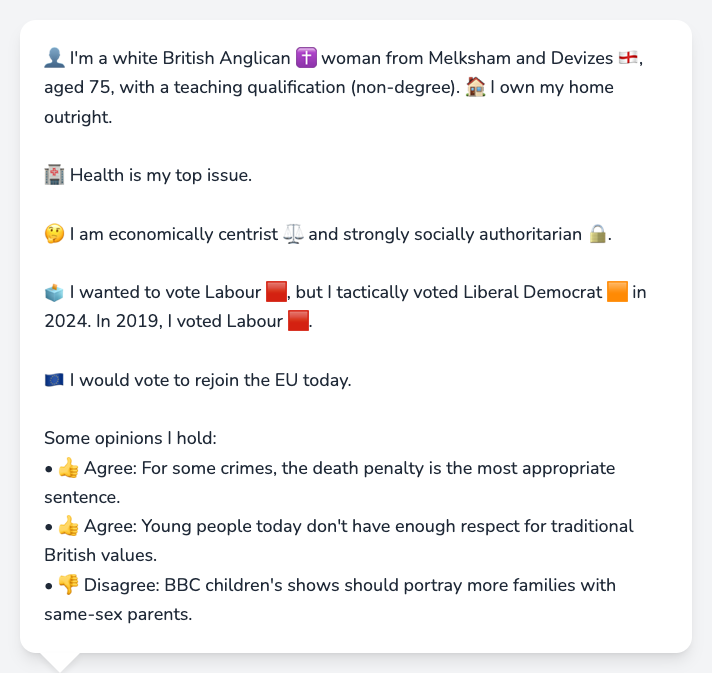 👤 I'm a white British Anglican ✝️ woman from Melksham and Devizes 🏴󠁧󠁢󠁥󠁮󠁧󠁿,
aged 75, with a teaching qualification (non-degree). 🏠 I own my home
outright.
🏥 Health is my top issue.
🤔 I am economically centrist ⚖️ and strongly socially authoritarian 🔒.
🗳️ I wanted to vote Labour 🟥, but I tactically voted Liberal Democrat 🟧 in
2024. In 2019, I voted Labour 🟥.
🇪🇺 I would vote to rejoin the EU today.
Some opinions I hold:
• 👍 Agree: For some crimes, the death penalty is the most appropriate
sentence.
• 👍 Agree: Young people today don't have enough respect for traditional
British values.
• 👎 Disagree: BBC children's shows should portray more families with
same-sex parents.